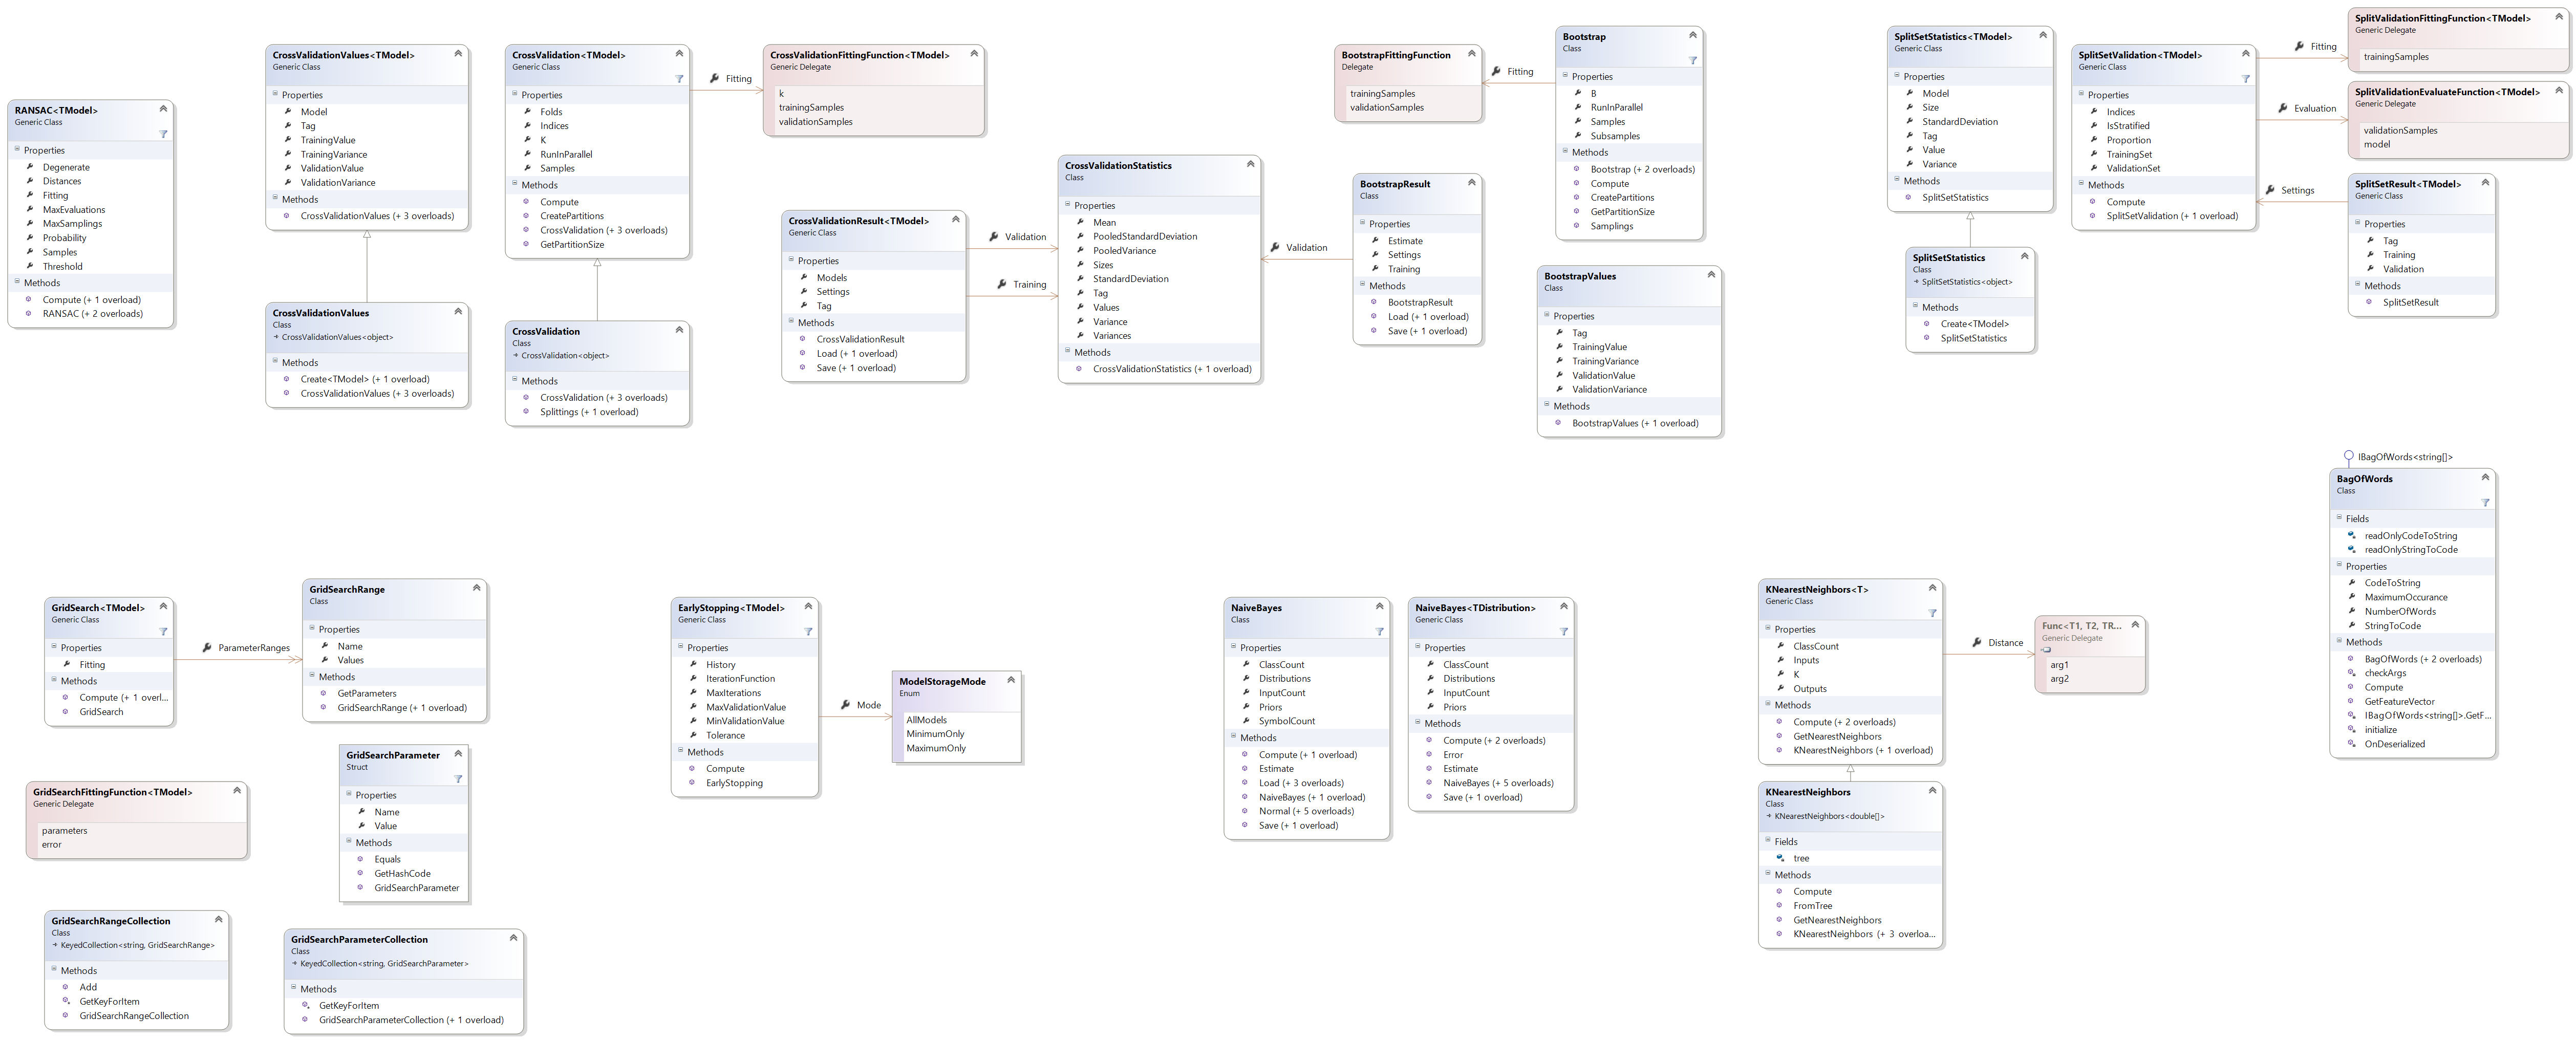 RANSAC<TModel>
Generic Class
Properties
Degenerate
Distances
Fitting
MaxEvaluations
MaxSamplings
Probability
Samples
Threshold
Methods
Compute (+ 1 overload)
RANSAC (+ 2 overloads)
CrossValidationValues<TModel>
Generic Class
Properties
Model
Tag
TrainingValue
TrainingVariance
ValidationValue
ValidationVariance
Methods
CrossValidationValues (+ 3 overloads)
CrossValidationValues
Class
CrossValidationValues<object>
Methods
Create<TModel> (+ 1 overload)
CrossValidationValues (+ 3 overloads)
CrossValidation<TModel>
Generic Class
Properties
Folds
Indices
K
RunInParallel
Samples
Methods
Compute
CreatePartitions
CrossValidation (+ 3 overloads)
GetPartitionSize
CrossValidation
Class
CrossValidation<object>
Methods
CrossValidation (+ 3 overloads)
Splittings (+ 1 overload)
Fitting
CrossValidationFittingFunction<TModel>
Generic Delegate
k
trainingSamples
validationSamples
CrossValidationResult<TModel>
Generic Class
Properties
Models
Settings
Tag
Methods
CrossValidationResult
Load (+ 1 overload)
Save (+ 1 overload)
Validation
Training
CrossValidationStatistics
Class
Properties
Mean
PooledStandardDeviation
PooledVariance
Sizes
StandardDeviation
Tag
Values
Variance
Variances
Methods
CrossValidationStatistics (+ 1 overload)
Validation
BootstrapFittingFunction
Delegate
trainingSamples
validationSamples
Fitting
BootstrapResult
Class
Properties
Estimate
Settings
Training
Methods
BootstrapResult
Load (+ 1 overload)
Save (+ 1 overload)
Bootstrap
Class
Properties
B
RunInParallel
Samples
Subsamples
Methods
Bootstrap (+ 2 overloads)
Compute
CreatePartitions
GetPartitionSize
Samplings
BootstrapValues
Class
Properties
Tag
TrainingValue
TrainingVariance
ValidationValue
ValidationVariance
Methods
BootstrapValues (+ 1 overload)
SplitSetStatistics<TModel>
Generic Class
Properties
Model
Size
StandardDeviation
Tag
Value
Variance
Methods
SplitSetStatistics
SplitSetStatistics
Class
SplitSetStatistics<object>
Methods
Create<TModel>
SplitSetStatistics
SplitSetValidation<TModel>
Generic Class
Properties
Indices
IsStratified
Proportion
TrainingSet
ValidationSet
Methods
Compute
SplitSetValidation (+ 1 overload)
Fitting
Evaluation
Settings
SplitValidationFittingFunction<TModel>
Generic Delegate
trainingSamples
SplitValidationEvaluateFunction<TModel>
Generic Delegate
validationSamples
model
SplitSetResult<TModel>
Generic Class
Properties
Tag
Training
Validation
Methods
SplitSetResult
GridSearch<TModel>
Generic Class
Properties
Fitting
Methods
Compute (+ 1 overl...
GridSearch
ParameterRanges
GridSearchRange
Class
Properties
Name
Values
Methods
GetParameters
GridSearchRange (+ 1 overload)
GridSearchParameter
Struct
Properties
Name
Value
Methods
Equals
GetHashCode
GridSearchParameter
GridSearchFittingFunction<TModel>
Generic Delegate
parameters
error
GridSearchRangeCollection
Class
KeyedCollection<string, GridSearchRange>
Methods
Add
GetKeyForItem
GridSearchRangeCollection
GridSearchParameterCollection
Class
KeyedCollection<string, GridSearchParameter>
Methods
GetKeyForItem
GridSearchParameterCollection (+ 1 overload)
EarlyStopping<TModel>
Generic Class
Properties
History
IterationFunction
MaxIterations
MaxValidationValue
MinValidationValue
Tolerance
Methods
Compute
EarlyStopping
Mode
ModelStorageMode
Enum
AllModels
MinimumOnly
MaximumOnly
NaiveBayes
Class
Properties
ClassCount
Distributions
InputCount
Priors
SymbolCount
Methods
Compute (+ 1 overload)
Estimate
Load (+ 3 overloads)
NaiveBayes (+ 1 overload)
Normal (+ 5 overloads)
Save (+ 1 overload)
NaiveBayes<TDistribution>
Generic Class
Properties
ClassCount
Distributions
InputCount
Priors
Methods
Compute (+ 2 overloads)
Error
Estimate
NaiveBayes (+ 5 overloads)
Save (+ 1 overload)
KNearestNeighbors<T>
Generic Class
Properties
ClassCount
Inputs
K
Outputs
Methods
Compute (+ 2 overloads)
GetNearestNeighbors
KNearestNeighbors (+ 1 overload)
KNearestNeighbors
Class
KNearestNeighbors<double[]>
Fields
tree
Methods
Compute
FromTree
GetNearestNeighbors
KNearestNeighbors (+ 3 overloa...
Distance
Func<T1, T2, TR...
Generic Delegate
arg1
arg2
IBagOfWords<string[]>
BagOfWords
Class
Fields
readOnlyCodeToString
readOnlyStringToCode
Properties
CodeToString
MaximumOccurance
NumberOfWords
StringToCode
Methods
BagOfWords (+ 2 overloads)
checkArgs
Compute
GetFeatureVector
IBagOfWords<string[]>.GetF...
initialize
OnDeserialized